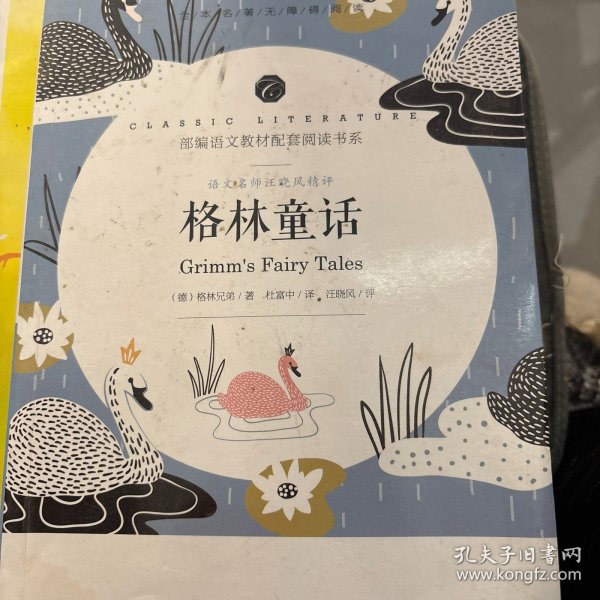 全本名著无障碍阅读
CLASSIC LITERATURE
部编语文教材配套阅读书系
语文名师汪晓风精评
格林童话
Grimm's Fairy Tales
（德）格林兄弟/著 杜富中/译 汪晓风/评
孔夫子旧书网
www.kongfz.com